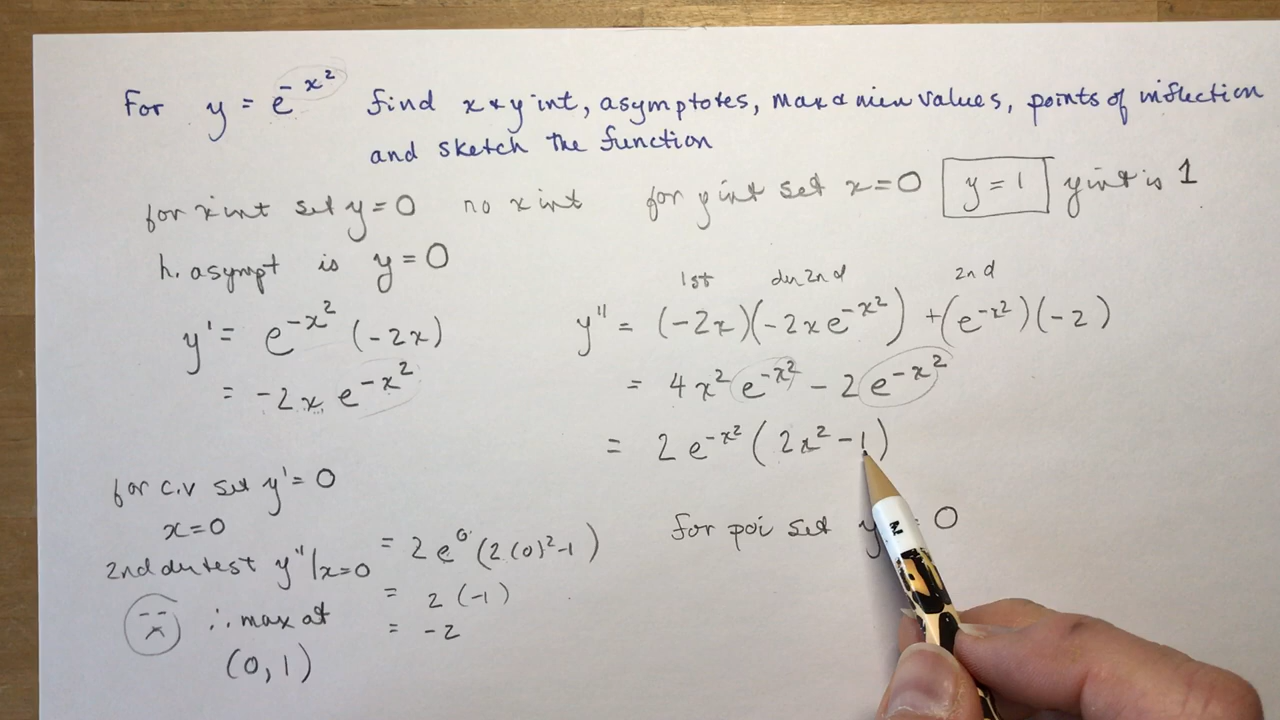 For y = e^-x² find x & y int, asymptotes, max & min values, points of inflection
and sketch the function
for x int set y=0 no x int for y int set x=0 y=1 y int is 1
h. asympt is y=0
y' = e^-x² (-2x)
= -2x e^-x²
1st der 2nd 2nd
y'' = (-2x)(-2xe^-x²) + (e^-x²)(-2)
= 4x² e^-x² - 2 e^-x²
= 2 e^-x² (2x² - 1)
for c.v set y' = 0
x=0
2nd der test y''|x=0 = 2e⁰(2(0)²-1)
= 2(-1)
= -2
∴ max at
(0,1)
for poi set y = 0
N